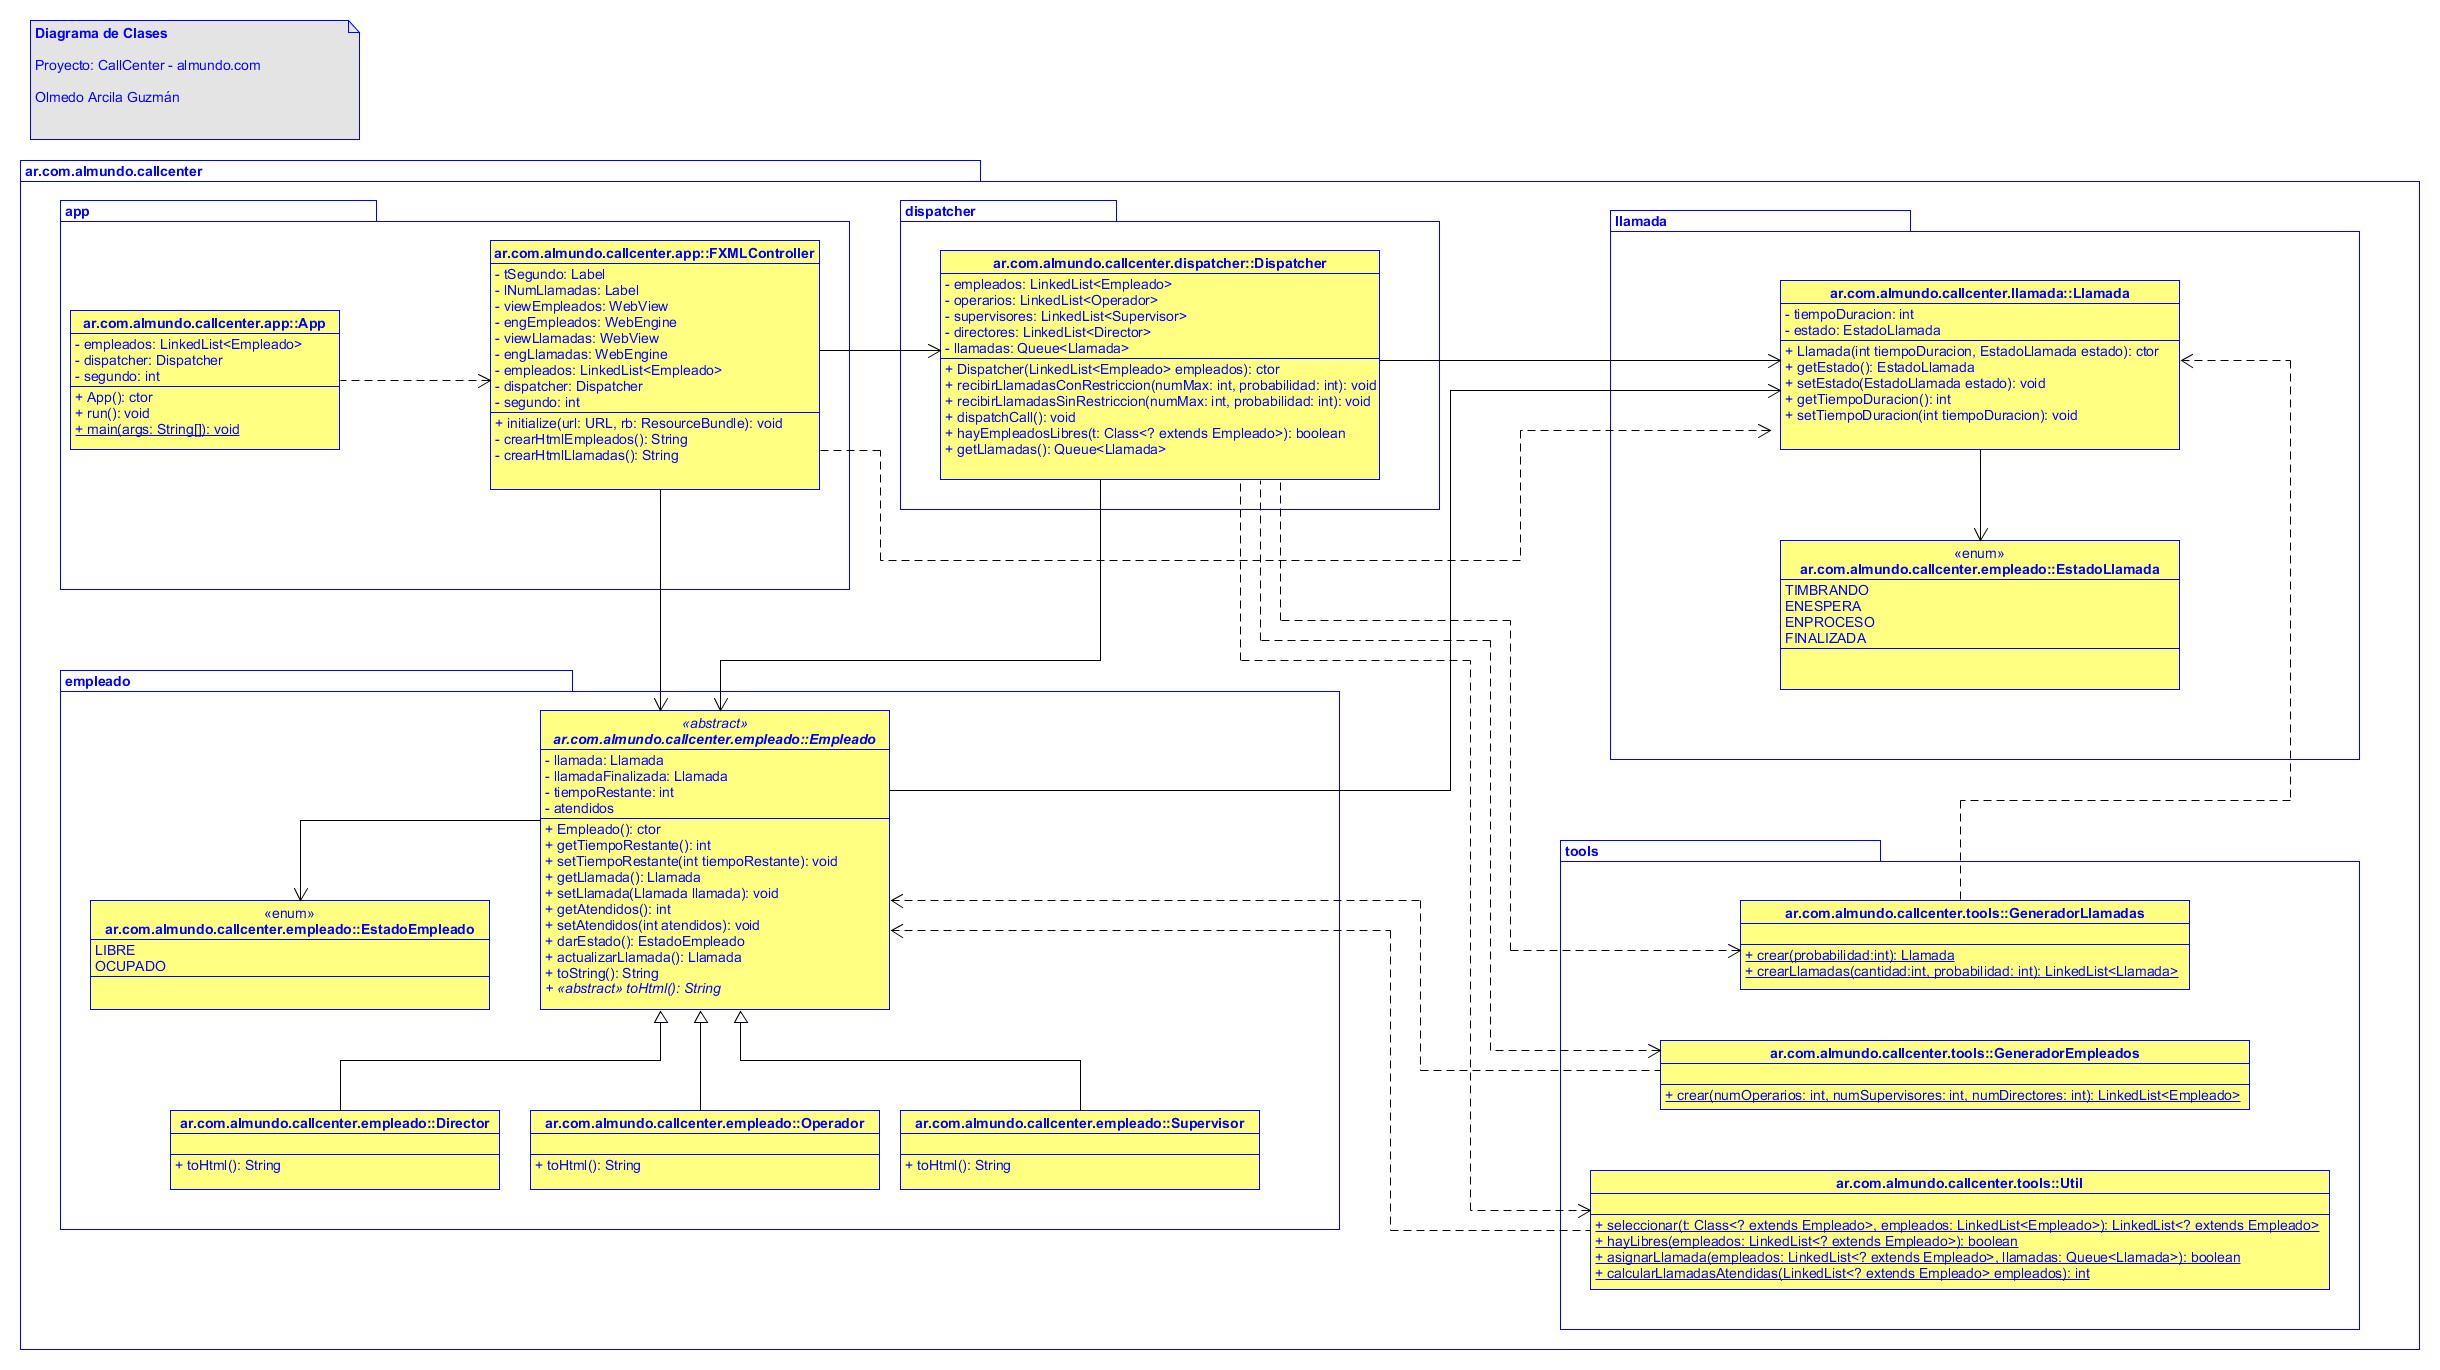 Diagrama de Clases
Proyecto: CallCenter - almundo.com
Olmedo Arcila Guzmán
ar.com.almundo.callcenter
app
ar.com.almundo.callcenter.app::App
- empleados: LinkedList<Empleado>
- dispatcher: Dispatcher
- segundo: int
+ App(): ctor
+ run(): void
+ main(args: String[]): void
ar.com.almundo.callcenter.app::FXMLController
- tSegundo: Label
- lNumLlamadas: Label
- viewEmpleados: WebView
- engEmpleados: WebEngine
- viewLlamadas: WebView
- engLlamadas: WebEngine
- empleados: LinkedList<Empleado>
- dispatcher: Dispatcher
- segundo: int
+ initialize(url: URL, rb: ResourceBundle): void
- crearHtmlEmpleados(): String
- crearHtmlLlamadas(): String
dispatcher
ar.com.almundo.callcenter.dispatcher::Dispatcher
- empleados: LinkedList<Empleado>
- operarios: LinkedList<Operador>
- supervisores: LinkedList<Supervisor>
- directores: LinkedList<Director>
- llamadas: Queue<Llamada>
+ Dispatcher(LinkedList<Empleado> empleados): ctor
+ recibirLlamadasConRestriccion(numMax: int, probabilidad: int): void
+ recibirLlamadasSinRestriccion(numMax: int, probabilidad: int): void
+ dispatchCall(): void
+ hayEmpleadosLibres(t: Class<? extends Empleado>): boolean
+ getLlamadas(): Queue<Llamada>
llamada
ar.com.almundo.callcenter.llamada::Llamada
- tiempoDuracion: int
- estado: EstadoLlamada
+ Llamada(int tiempoDuracion, EstadoLlamada estado): ctor
+ getEstado(): EstadoLlamada
+ setEstado(EstadoLlamada estado): void
+ getTiempoDuracion(): int
+ setTiempoDuracion(int tiempoDuracion): void
«enum»
ar.com.almundo.callcenter.empleado::EstadoLlamada
TIMBRANDO
ENESPERA
ENPROCESO
FINALIZADA
empleado
«abstract»
ar.com.almundo.callcenter.empleado::Empleado
- llamada: Llamada
- llamadaFinalizada: Llamada
- tiempoRestante: int
- atendidos
+ Empleado(): ctor
+ getTiempoRestante(): int
+ setTiempoRestante(int tiempoRestante): void
+ getLlamada(): Llamada
+ setLlamada(Llamada llamada): void
+ getAtendidos(): int
+ setAtendidos(int atendidos): void
+ darEstado(): EstadoEmpleado
+ actualizarLlamada(): Llamada
+ toString(): String
+ «abstract» toHtml(): String
«enum»
ar.com.almundo.callcenter.empleado::EstadoEmpleado
LIBRE
OCUPADO
ar.com.almundo.callcenter.empleado::Director
+ toHtml(): String
ar.com.almundo.callcenter.empleado::Operador
+ toHtml(): String
ar.com.almundo.callcenter.empleado::Supervisor
+ toHtml(): String
tools
ar.com.almundo.callcenter.tools::GeneradorLlamadas
+ crear(probabilidad:int): Llamada
+ crearLlamadas(cantidad:int, probabilidad: int): LinkedList<Llamada>
ar.com.almundo.callcenter.tools::GeneradorEmpleados
+ crear(numOperarios: int, numSupervisores: int, numDirectores: int): LinkedList<Empleado>
ar.com.almundo.callcenter.tools::Util
+ seleccionar(t: Class<? extends Empleado>, empleados: LinkedList<Empleado>): LinkedList<? extends Empleado>
+ hayLibres(empleados: LinkedList<? extends Empleado>): boolean
+ asignarLlamada(empleados: LinkedList<? extends Empleado>, llamadas: Queue<Llamada>): boolean
+ calcularLlamadasAtendidas(LinkedList<? extends Empleado> empleados): int